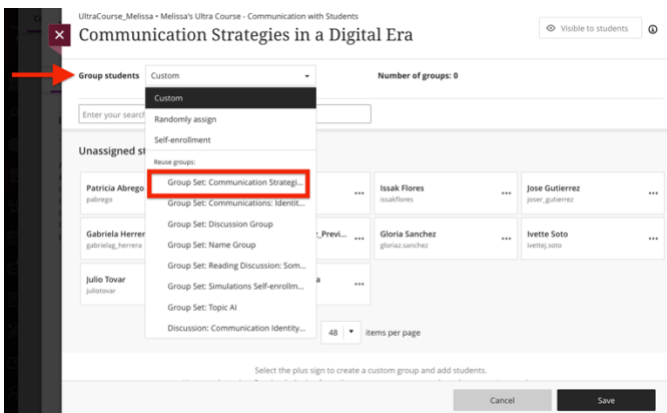 UltraCourse_Melissa • Melissa's Ultra Course - Communication with Students
Communication Strategies in a Digital Era
Visible to students
Group students
Custom
Number of groups: 0
Custom
Enter your search
Randomly assign
Self-enrollment
Unassigned st
Reuse groups:
Group Set: Communication Strategi...
Group Set: Communications: Identit...
Group Set: Discussion Group
Group Set: Name Group
Group Set: Reading Discussion: Som...
Group Set: Simulations Self-enrollm...
Group Set: Topic AI
Discussion: Communication Identity...
Patricia Abrego
pabrego
Issak Flores
issakflores
Jose Gutierrez
joser_gutierrez
Gabriela Herrer
gabrielag_herrera
_Previ...
Gloria Sanchez
gloriaz.sanchez
Ivette Soto
ivettej.soto
Julio Tovar
juliotovar
a
48
items per page
Select the plus sign to create a custom group and add students.
Cancel
Save